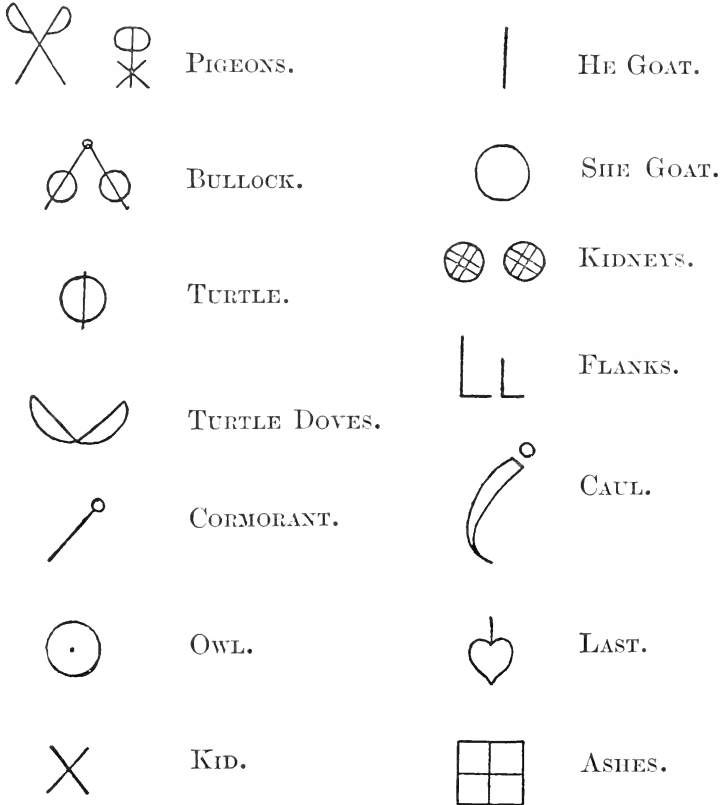 Pigeons.
Bullock.
Turtle.
Turtle Doves.
Cormorant.
Owl.
Kid.
He Goat.
She Goat.
Kidneys.
Flanks.
Caul.
Last.
Ashes.